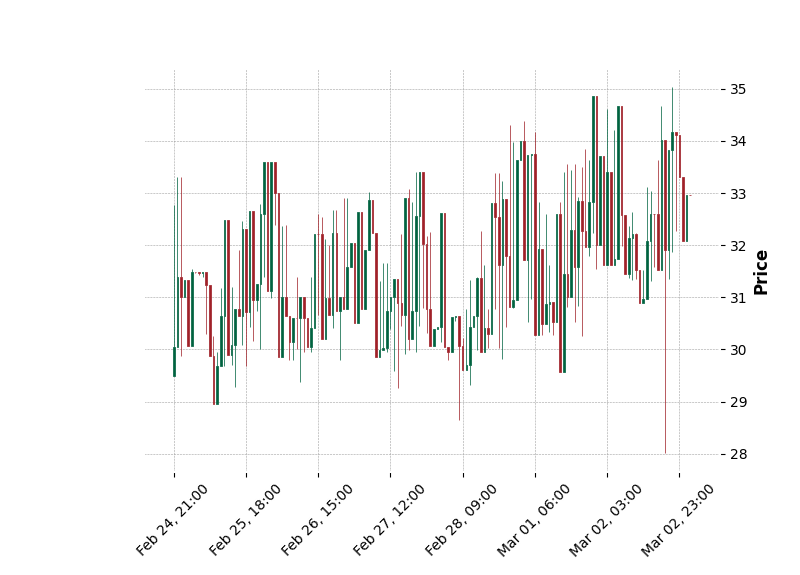 35
34
33
32
31
30
29
28
Price
Feb 24, 21:00
Feb 25, 18:00
Feb 26, 15:00
Feb 27, 12:00
Feb 28, 09:00
Mar 01, 06:00
Mar 02, 03:00
Mar 02, 23:00